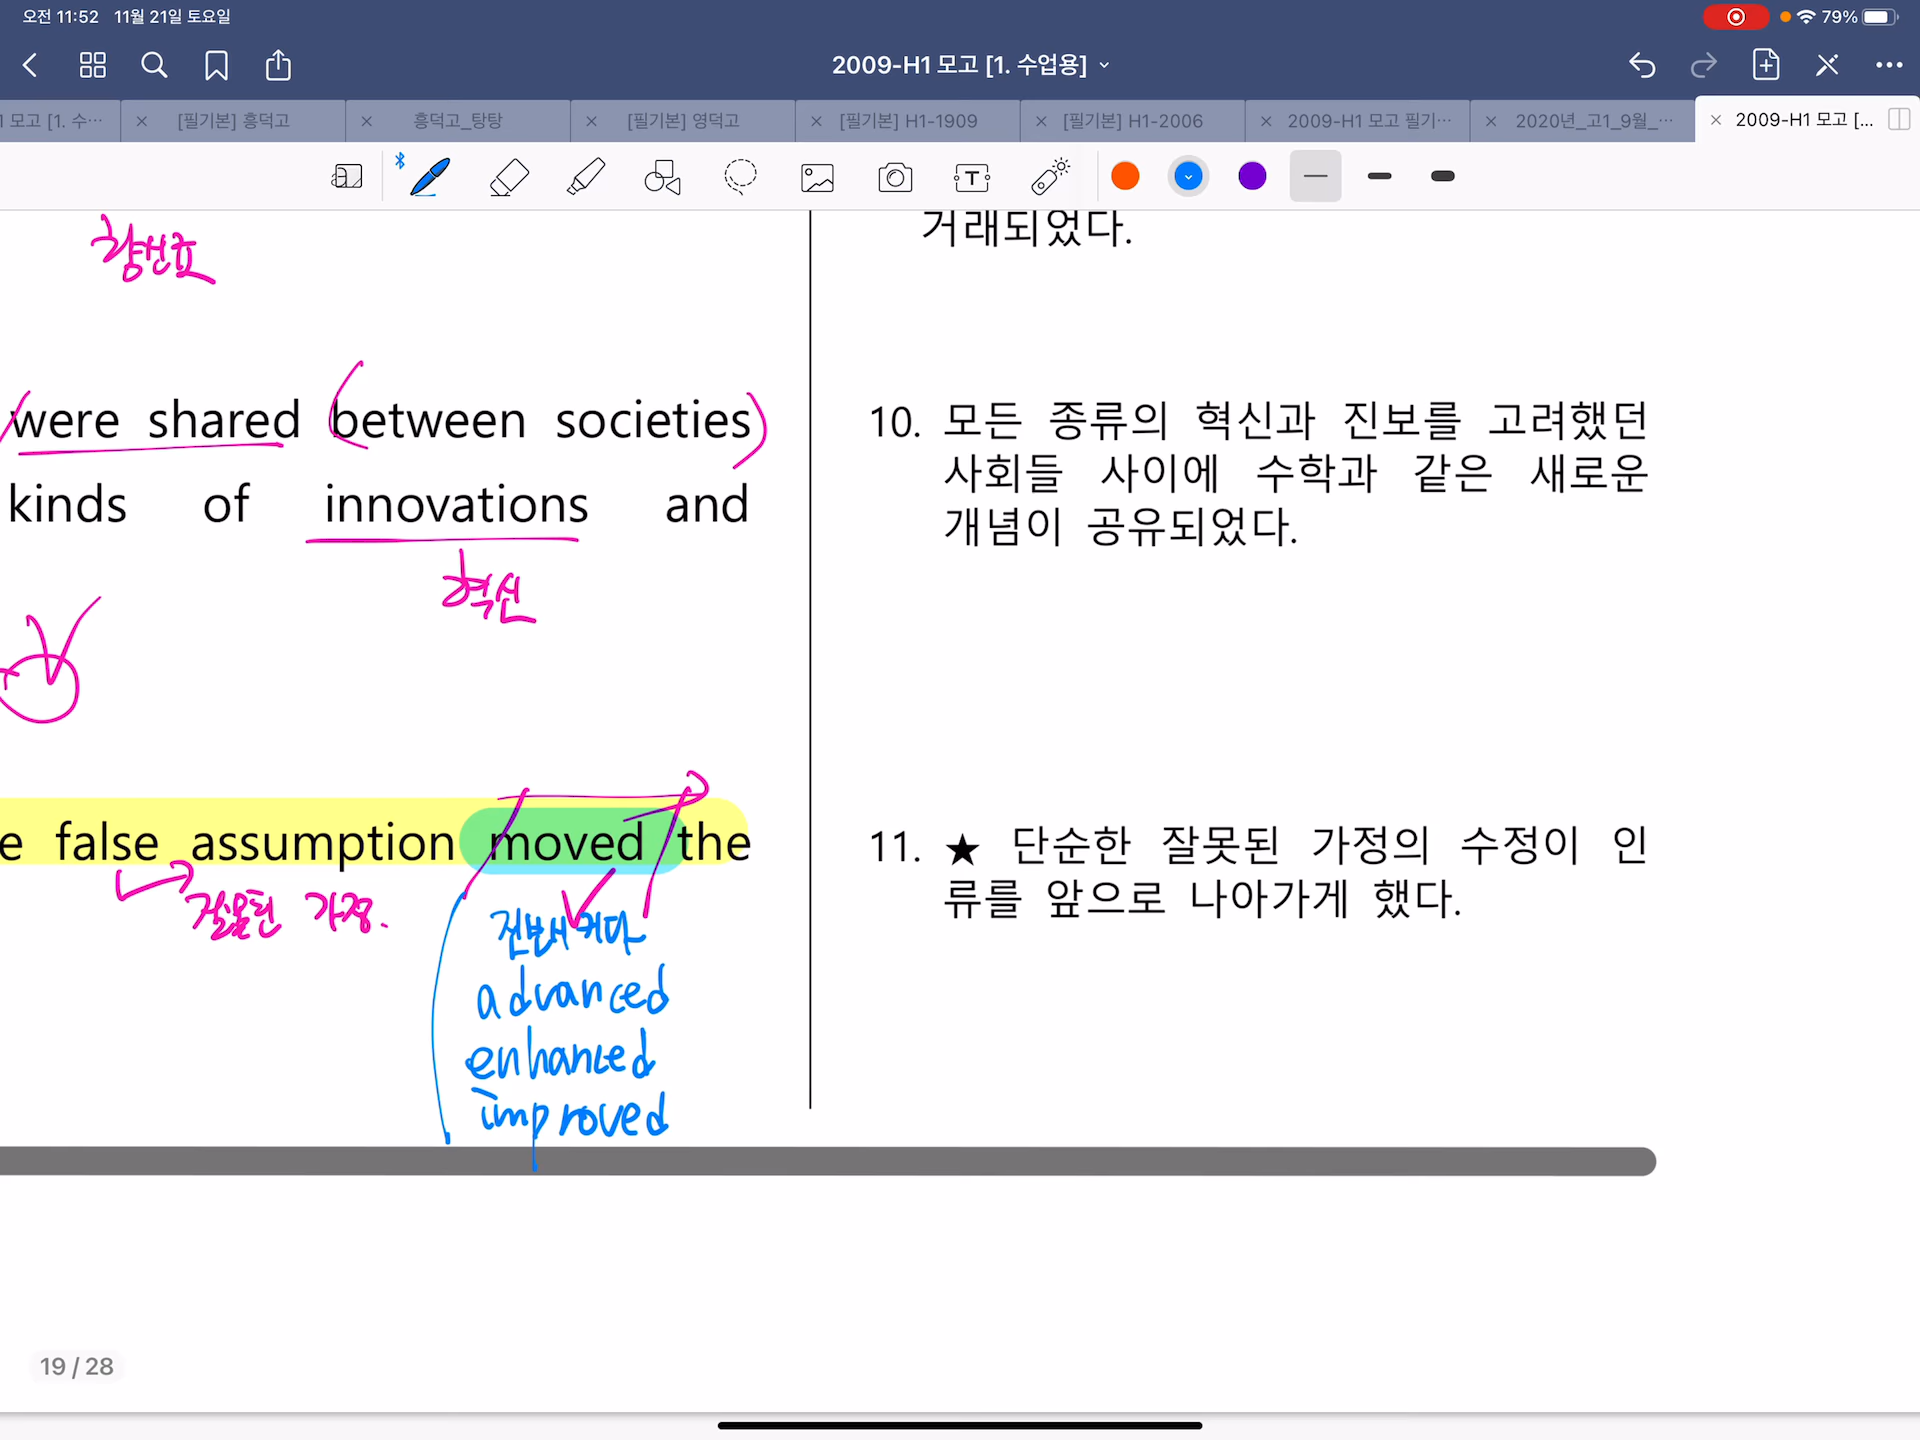 오전 11:52 11월 21일 토요일
79%
2009-H1 모고 [1. 수업용]
모고 [1. 수…
[필기본] 흥덕고
흥덕고_탕탕
[필기본] 영덕고
[필기본] H1-1909
[필기본] H1-2006
2009-H1 모고 필기…
2020년_고1_9월_…
2009-H1 모고 [...
거래되었다.
향신료
were shared (between societies)
kinds of innovations and
혁신
10. 모든 종류의 혁신과 진보를 고려했던
사회들 사이에 수학과 같은 새로운
개념이 공유되었다.
e false assumption moved the
잘못된 가정.
진보시키다
advanced
enhanced
improved
11. ★ 단순한 잘못된 가정의 수정이 인
류를 앞으로 나아가게 했다.
19 / 28